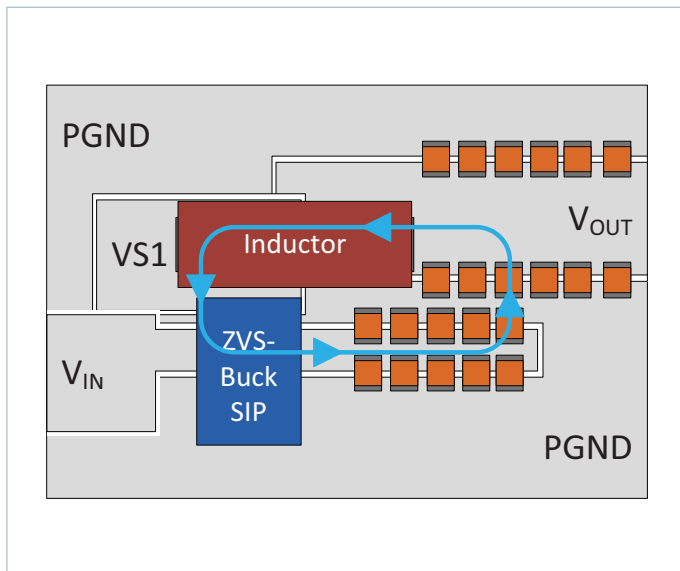 PGND
VOUT
Inductor
VS1
ZVS-
Buck
SIP
VIN
PGND